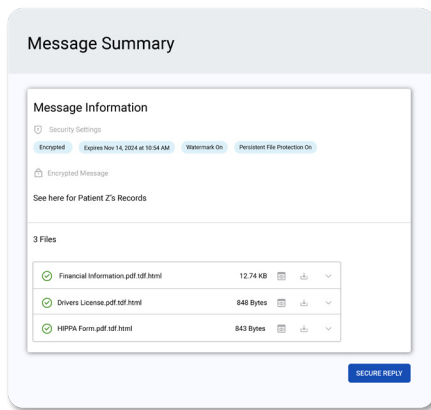 Message Summary
Message Information
Security Settings
Encrypted Expires Nov 14, 2024 at 10:54 AM Watermark On Persistent File Protection On
Encrypted Message
See here for Patient Z's Records
3 Files
Financial Information.pdf.tdf.html 12.74 KB
Drivers License.pdf.tdf.html 848 Bytes
HIPPA Form.pdf.tdf.html 843 Bytes
SECURE REPLY